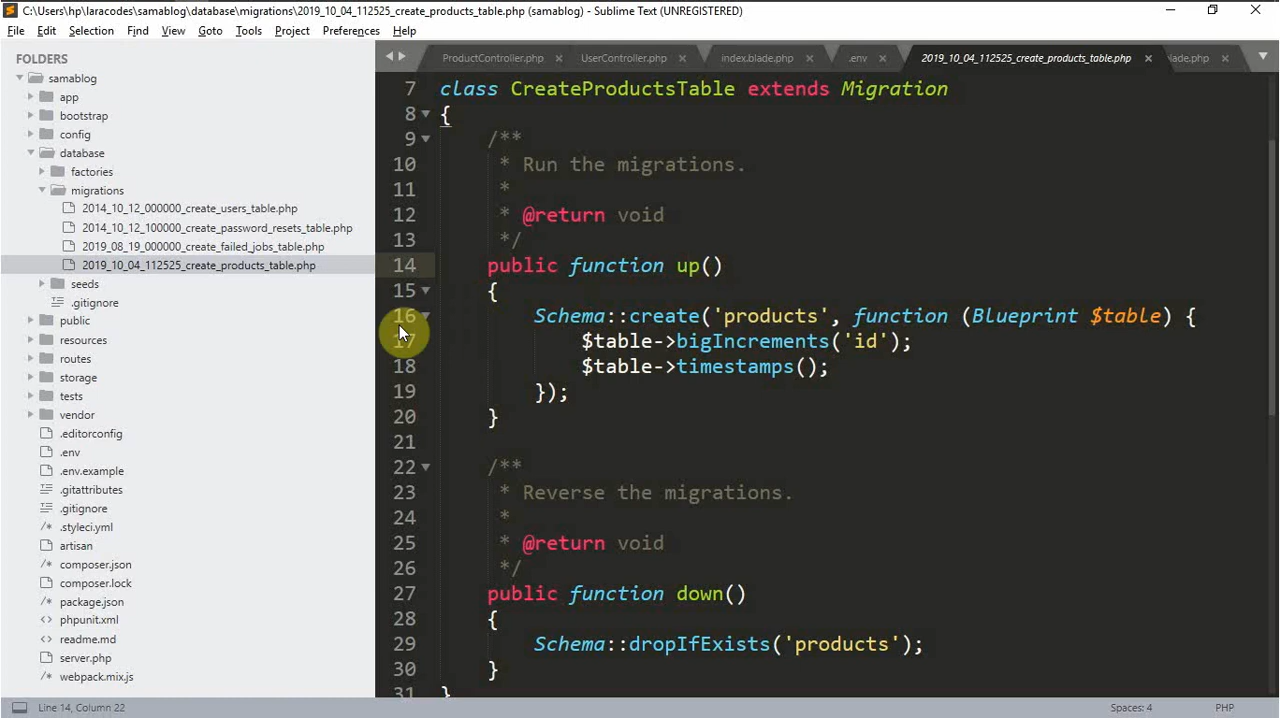 C:\Users\hp\laracodes\samablog\database\migrations\2019_10_04_112525_create_products_table.php (samablog) - Sublime Text (UNREGISTERED)
File Edit Selection Find View Goto Tools Project Preferences Help
FOLDERS
samablog
app
bootstrap
config
database
factories
migrations
2014_10_12_000000_create_users_table.php
2014_10_12_100000_create_password_resets_table.php
2019_08_19_000000_create_failed_jobs_table.php
2019_10_04_112525_create_products_table.php
seeds
.gitignore
public
resources
routes
storage
tests
vendor
.editorconfig
.env
.env.example
.gitattributes
.gitignore
.styleci.yml
artisan
composer.json
composer.lock
package.json
phpunit.xml
readme.md
server.php
webpack.mix.js
ProductController.php UserController.php index.blade.php .env 2019_10_04_112525_create_products_table.php lade.php
7 class CreateProductsTable extends Migration
8 {
9 /**
10 * Run the migrations.
11 *
12 * @return void
13 */
14 public function up()
15 {
16 Schema::create('products', function (Blueprint $table) {
17 $table->bigIncrements('id');
18 $table->timestamps();
19 });
20 }
21
22 /**
23 * Reverse the migrations.
24 *
25 * @return void
26 */
27 public function down()
28 {
29 Schema::dropIfExists('products');
30 }
31 }
Line 14, Column 22 Spaces: 4 PHP